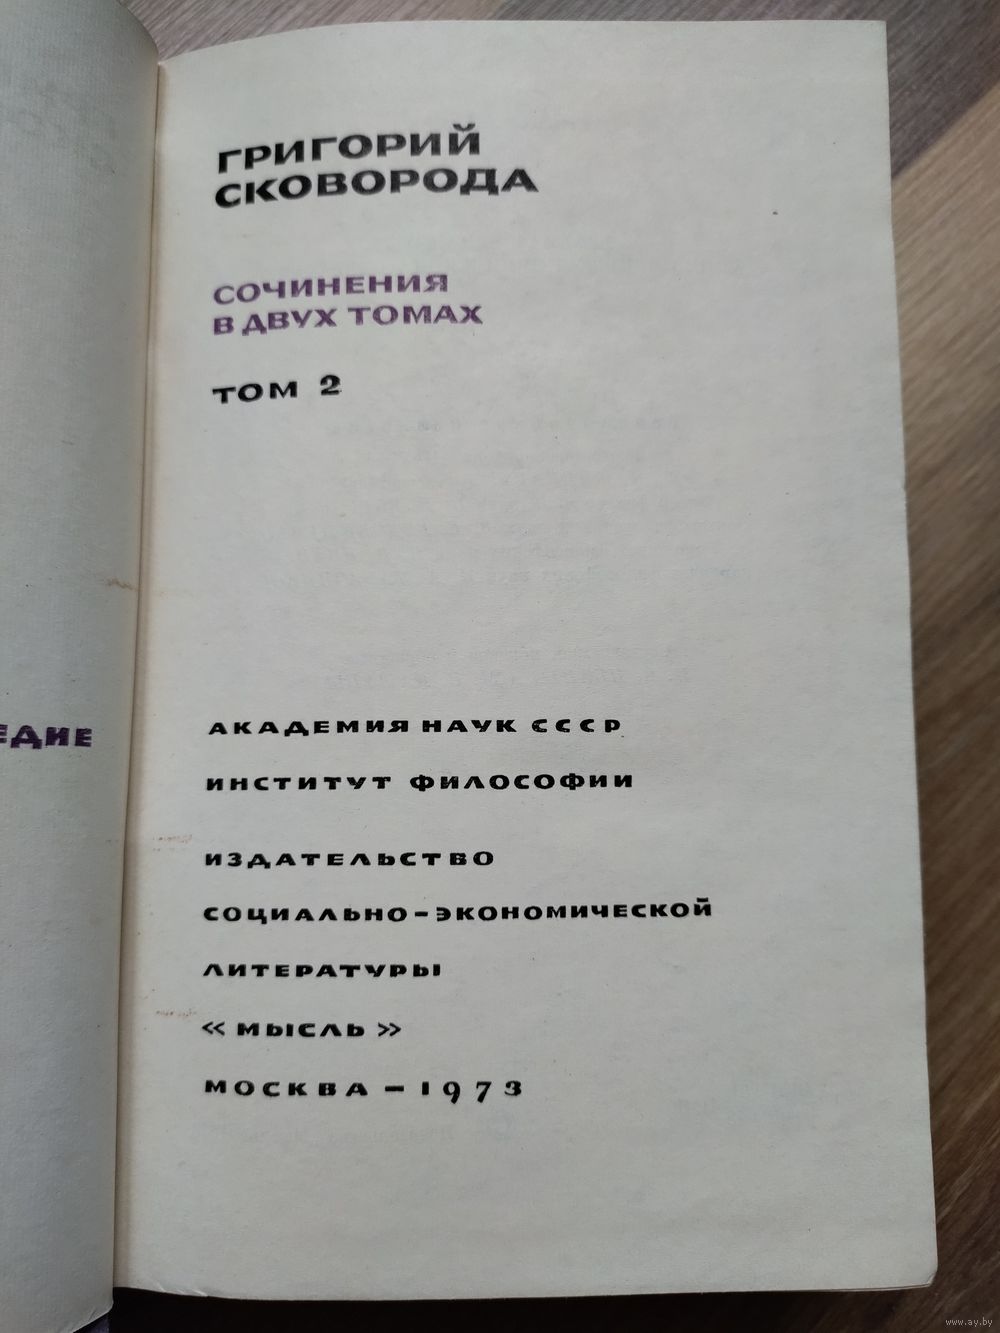 ГРИГОРИЙ
СКОВОРОДА
СОЧИНЕНИЯ
В ДВУХ ТОМАХ
ТОМ 2
ЕДИЕ
АКАДЕМИЯ НАУК СССР
ИНСТИТУТ ФИЛОСОФИИ
ИЗДАТЕЛЬСТВО
СОЦИАЛЬНО-ЭКОНОМИЧЕСКОЙ
ЛИТЕРАТУРЫ
«МЫСЛЬ»
МОСКВА – 1973
www.ay.by